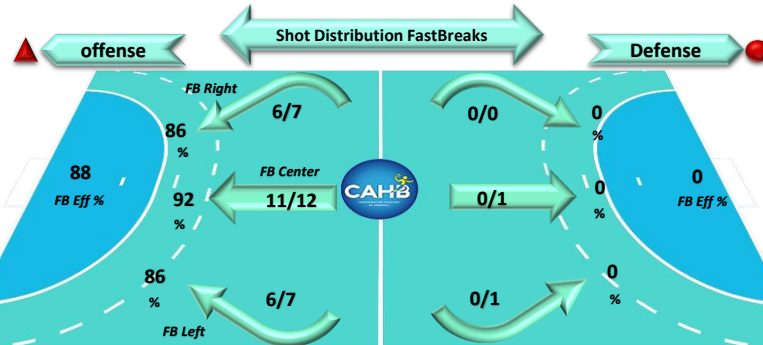 Shot Distribution FastBreaks
offense
Defense
FB Right
6/7
0/0
86
%
0
%
88
FB Eff %
FB Center
11/12
92
%
CAHB
0/1
0
%
0
FB Eff %
86
%
6/7
FB Left
0/1
0
%